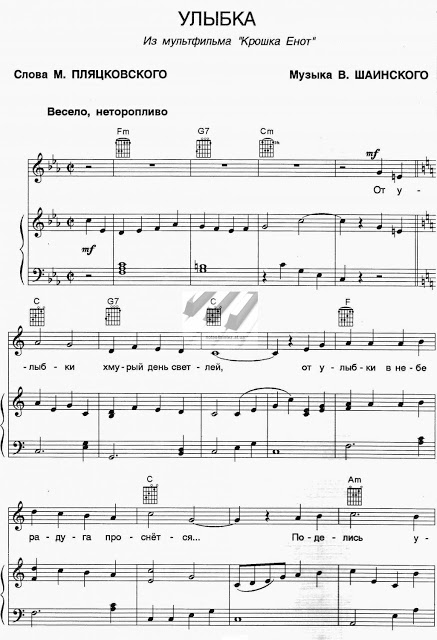 УЛЫБКА
Из мультфильма "Крошка Енот"
Слова М. ПЛЯЦКОВСКОГО Музыка В. ШАИНСКОГО
Весело, неторопливо
Fm G7 Cm
mf
От у -
mf
C G7 C F
- лыб - ки хмурый день свет - лей, от у - лыб - ки в не - бе
C Am
ра - ду - га про - снёт - ся... По - де - лись у -